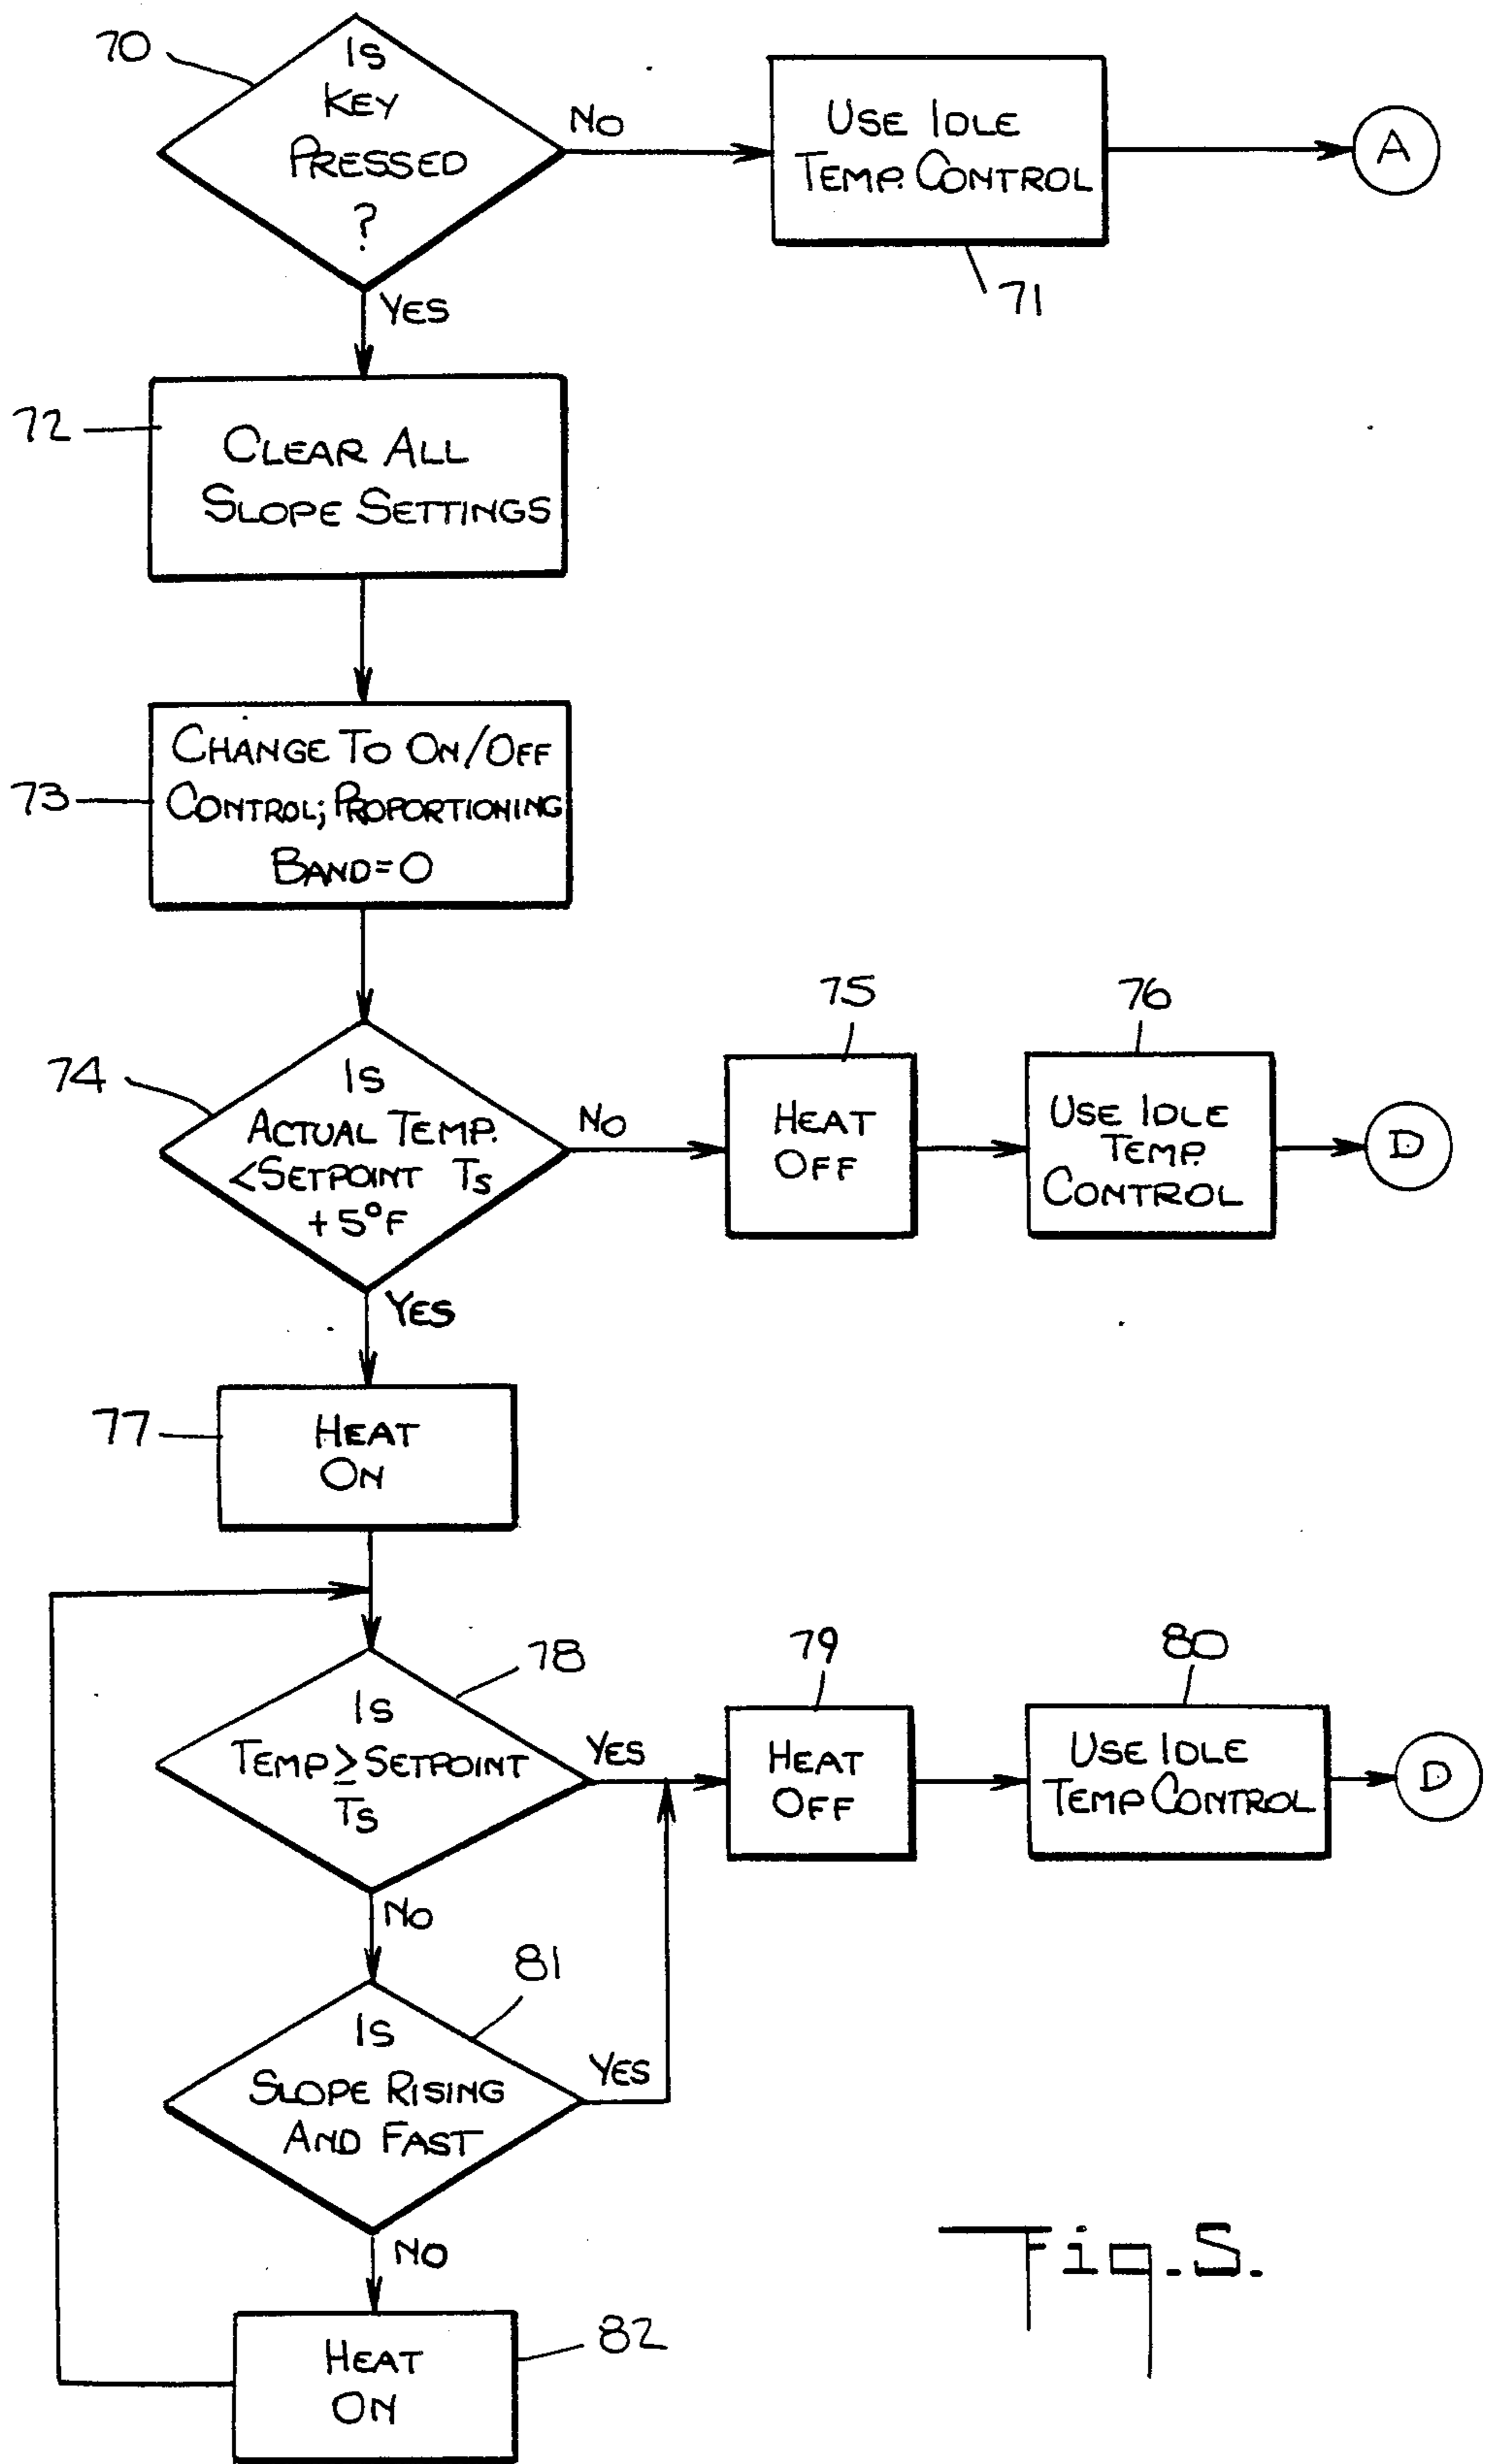 70
Is
Key
Pressed
?
No
Use Idle
Temp. Control
A
71
Yes
72
Clear All
Slope Settings
73
Change To On/Off
Control; Proportioning
Band=0
74
Is
Actual Temp.
<Setpoint Ts
+5°F
No
75
Heat
Off
76
Use Idle
Temp.
Control
D
Yes
77
Heat
On
78
Is
Temp ≥ Setpoint
Ts
Yes
79
Heat
Off
80
Use Idle
Temp Control
D
No
81
Is
Slope Rising
And Fast
Yes
No
82
Heat
On
Fig.5.